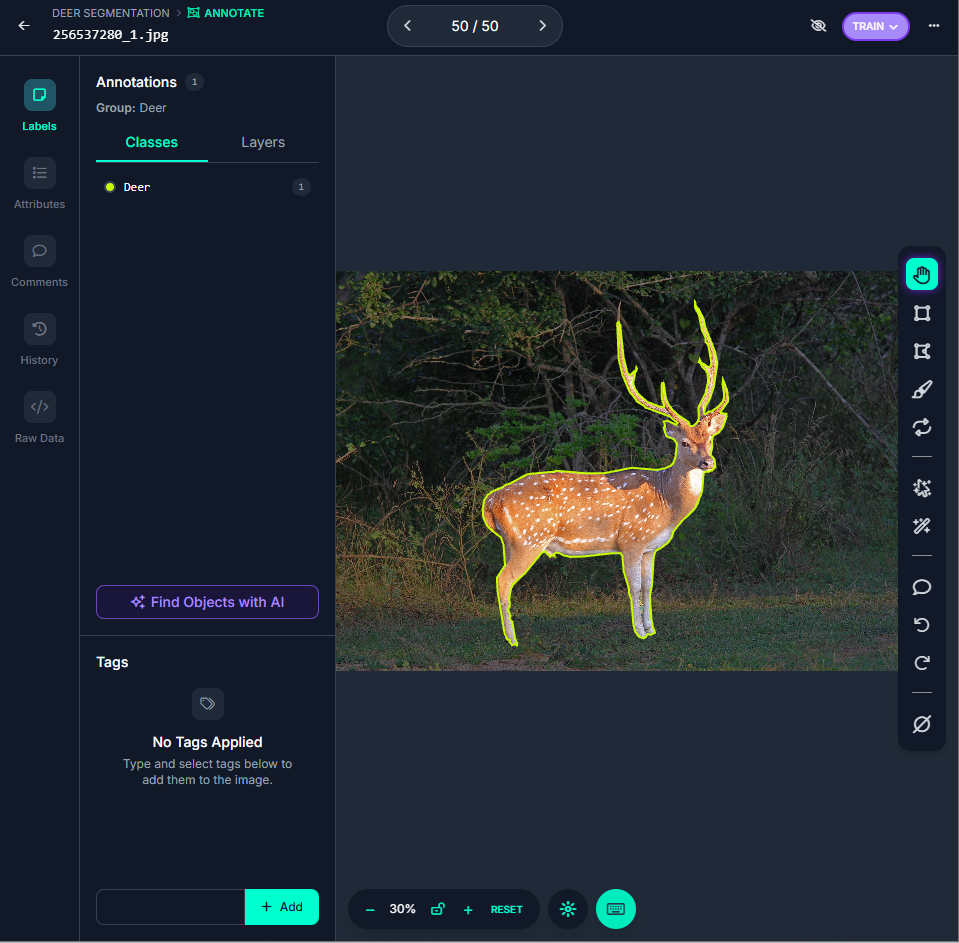 DEER SEGMENTATION > ANNOTATE
256537280_1.jpg
50 / 50
TRAIN
Labels
Attributes
Comments
History
Raw Data
Annotations 1
Group: Deer
Classes Layers
Deer 1
Find Objects with AI
Tags
No Tags Applied
Type and select tags below to
add them to the image.
+ Add
− 30% + RESET